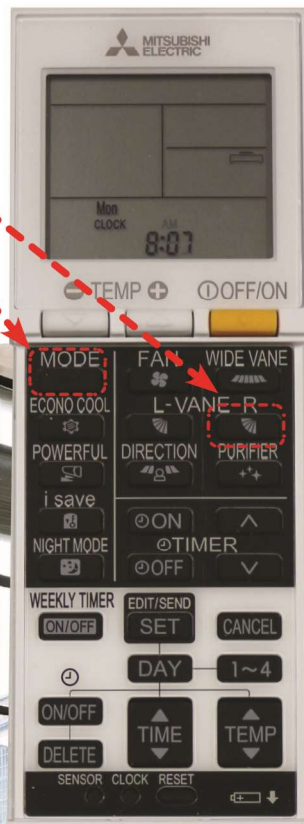 MITSUBISHI
ELECTRIC
Mon
CLOCK AM
8:07
TEMP OFF/ON
MODE FAN WIDE VANE
ECONO COOL L-VANE-R
POWERFUL DIRECTION PURIFIER
i save ON
TIMER
NIGHT MODE OFF
WEEKLY TIMER EDIT/SEND
ON/OFF SET CANCEL
DAY 1~4
ON/OFF TIME TEMP
DELETE
SENSOR CLOCK RESET